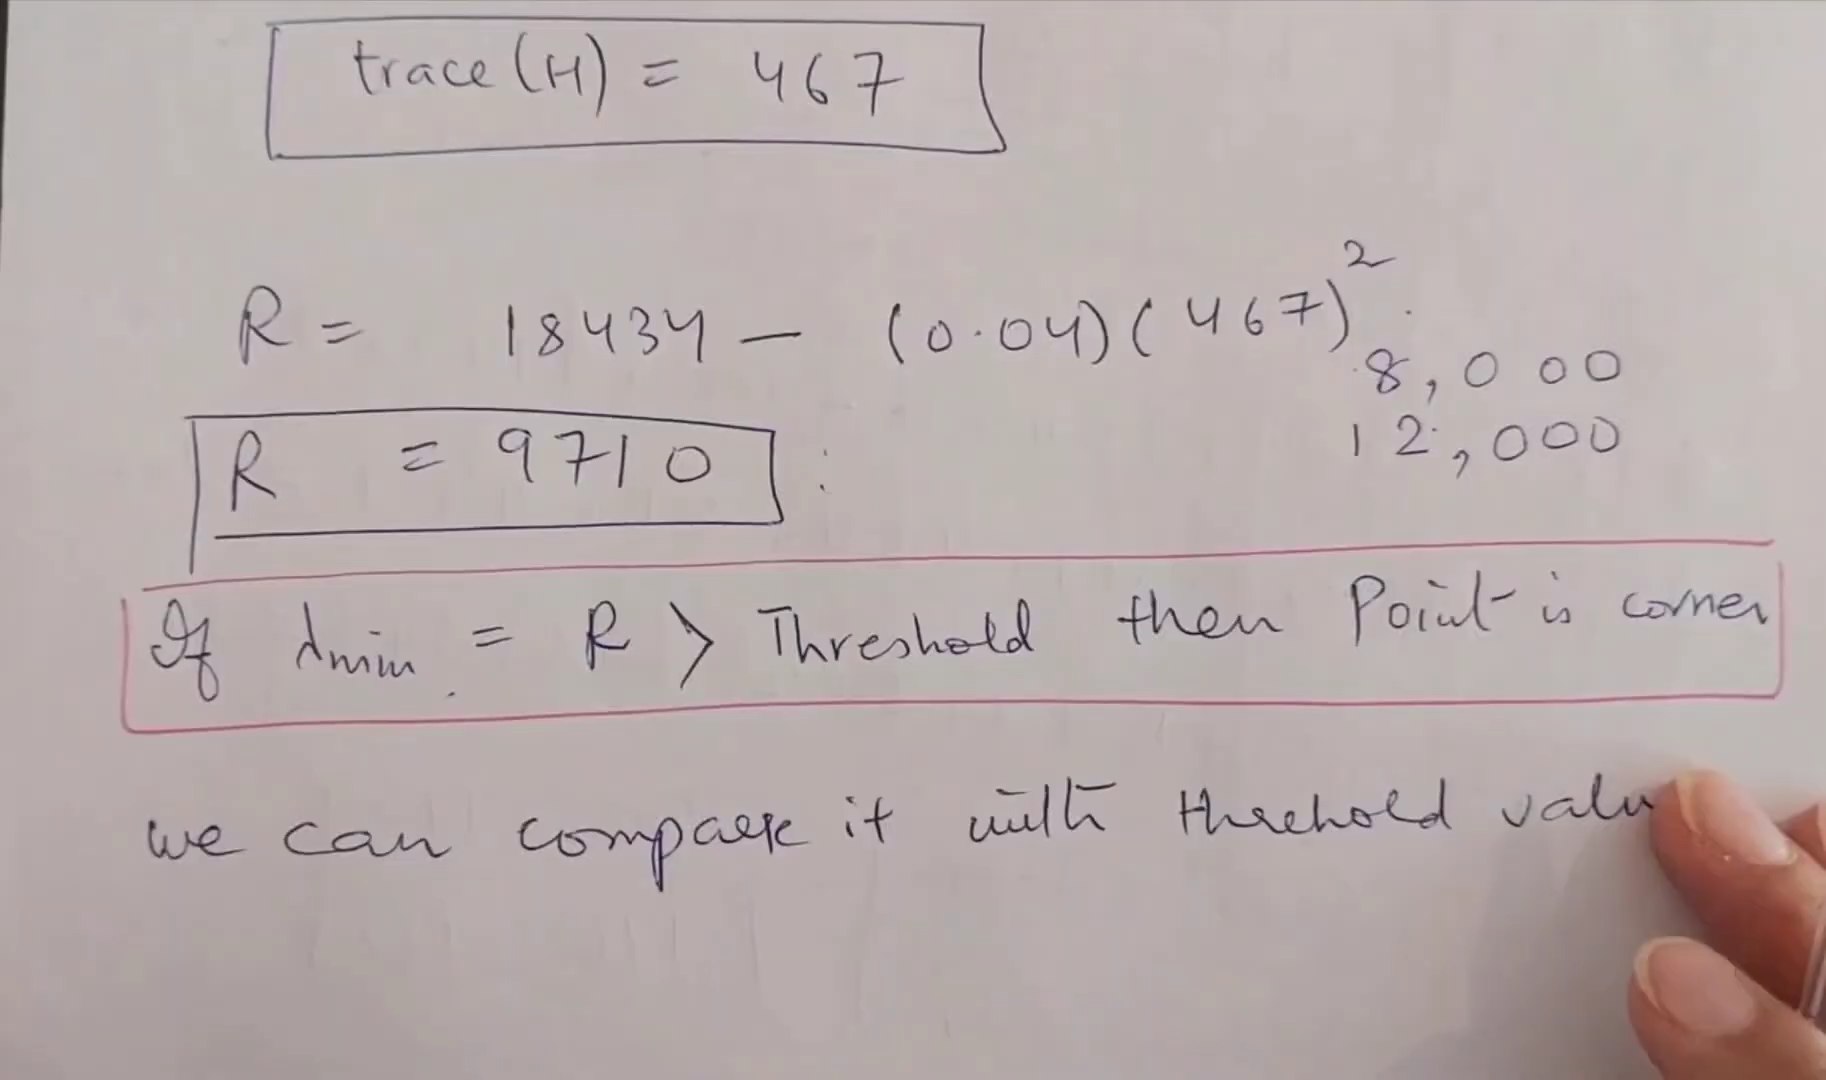 trace (H) = 467
R = 18434 - (0.04) (467)²
8,000
12,000
R = 9710
If λmin = R > Threshold then Point is corner
we can compare it with threhold valu